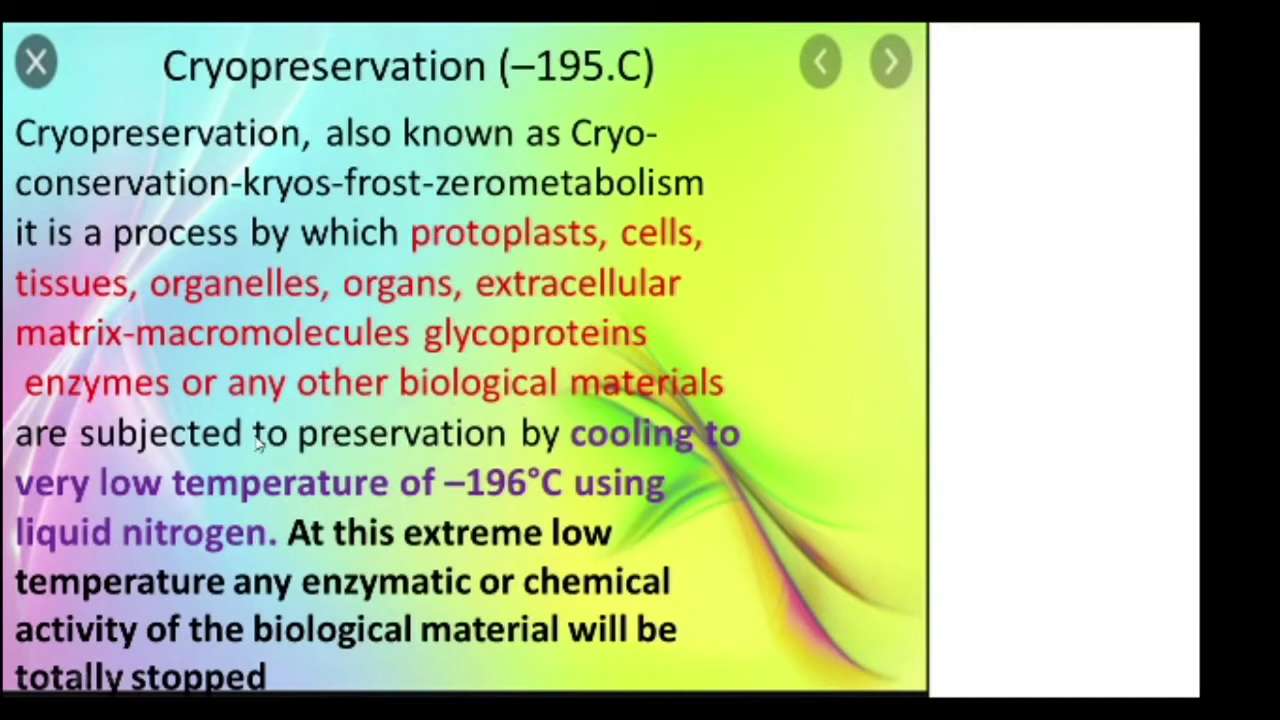 Cryopreservation (–195.C)
Cryopreservation, also known as Cryo-
conservation-kryos-frost-zerometabolism
it is a process by which protoplasts, cells,
tissues, organelles, organs, extracellular
matrix-macromolecules glycoproteins
enzymes or any other biological materials
are subjected to preservation by cooling to
very low temperature of –196°C using
liquid nitrogen. At this extreme low
temperature any enzymatic or chemical
activity of the biological material will be
totally stopped